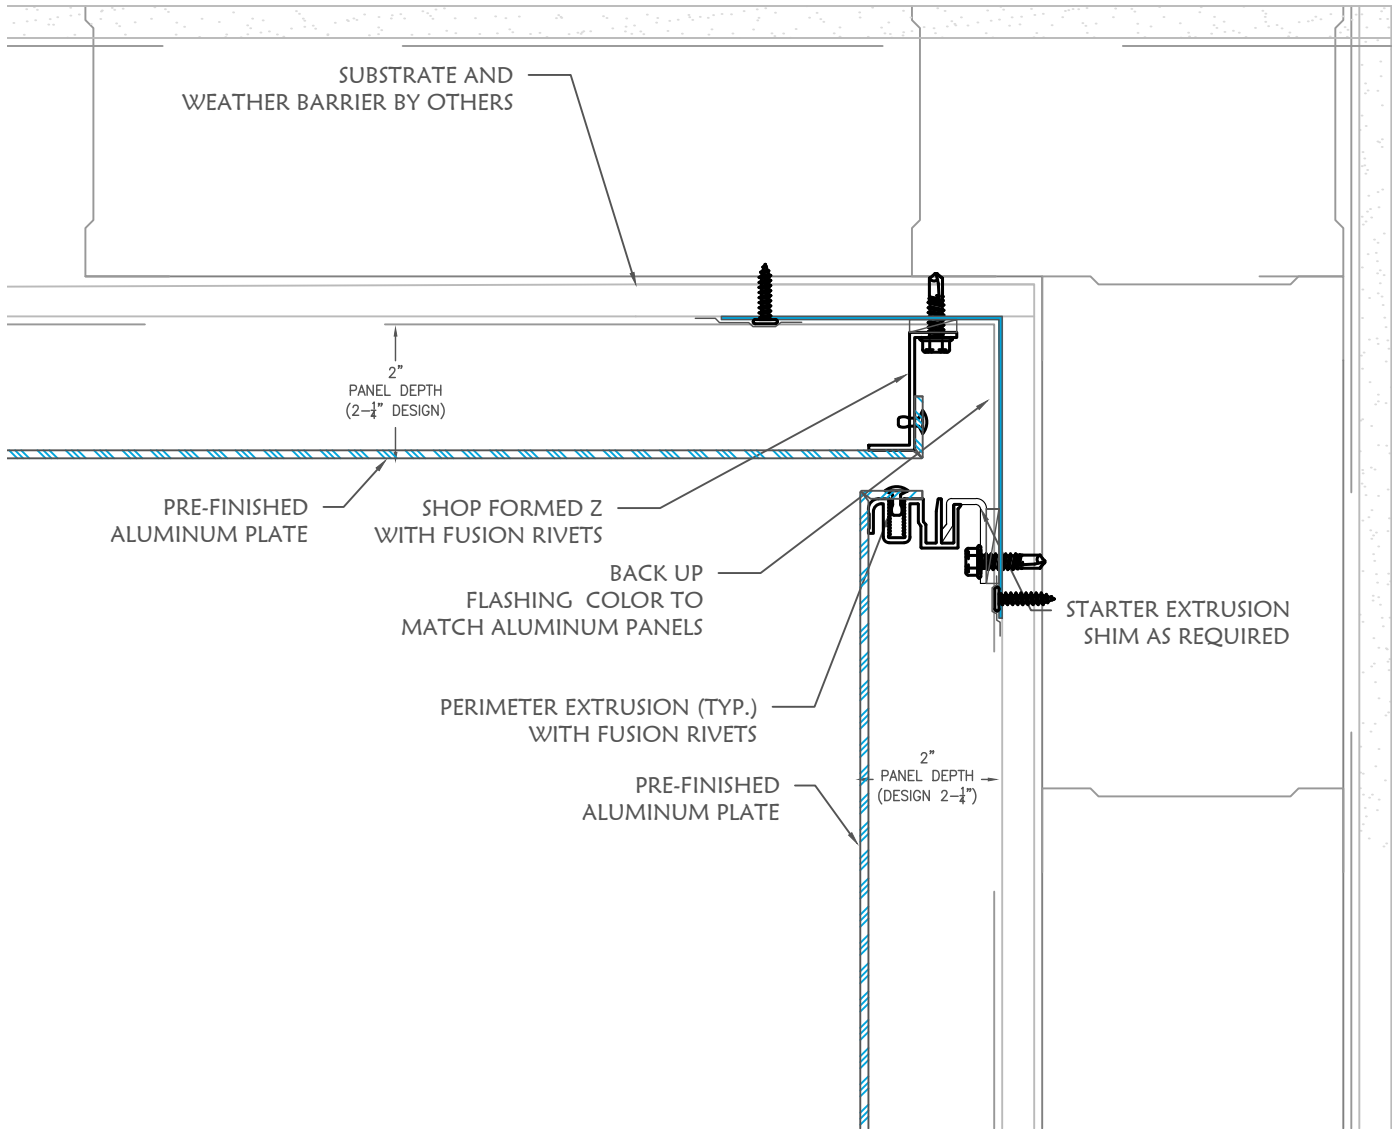 SUBSTRATE AND
WEATHER BARRIER BY OTHERS
2"
PANEL DEPTH
(2-1/4" DESIGN)
PRE-FINISHED
ALUMINUM PLATE
SHOP FORMED Z
WITH FUSION RIVETS
BACK UP
FLASHING COLOR TO
MATCH ALUMINUM PANELS
STARTER EXTRUSION
SHIM AS REQUIRED
PERIMETER EXTRUSION (TYP.)
WITH FUSION RIVETS
2"
PANEL DEPTH
(DESIGN 2-1/4")
PRE-FINISHED
ALUMINUM PLATE